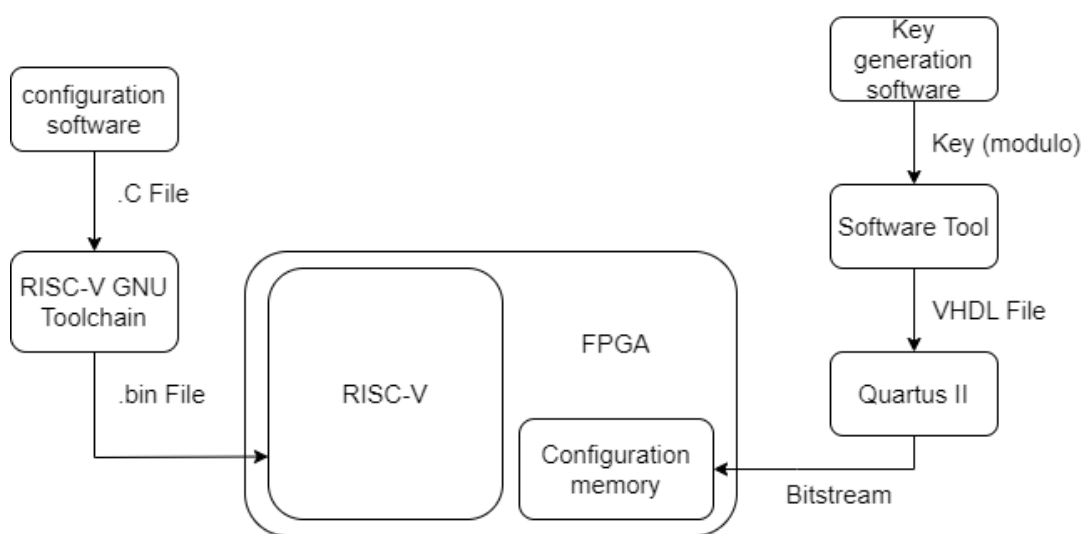 configuration
software
.C File
RISC-V GNU
Toolchain
.bin File
RISC-V
FPGA
Configuration
memory
Key
generation
software
Key (modulo)
Software Tool
VHDL File
Quartus II
Bitstream